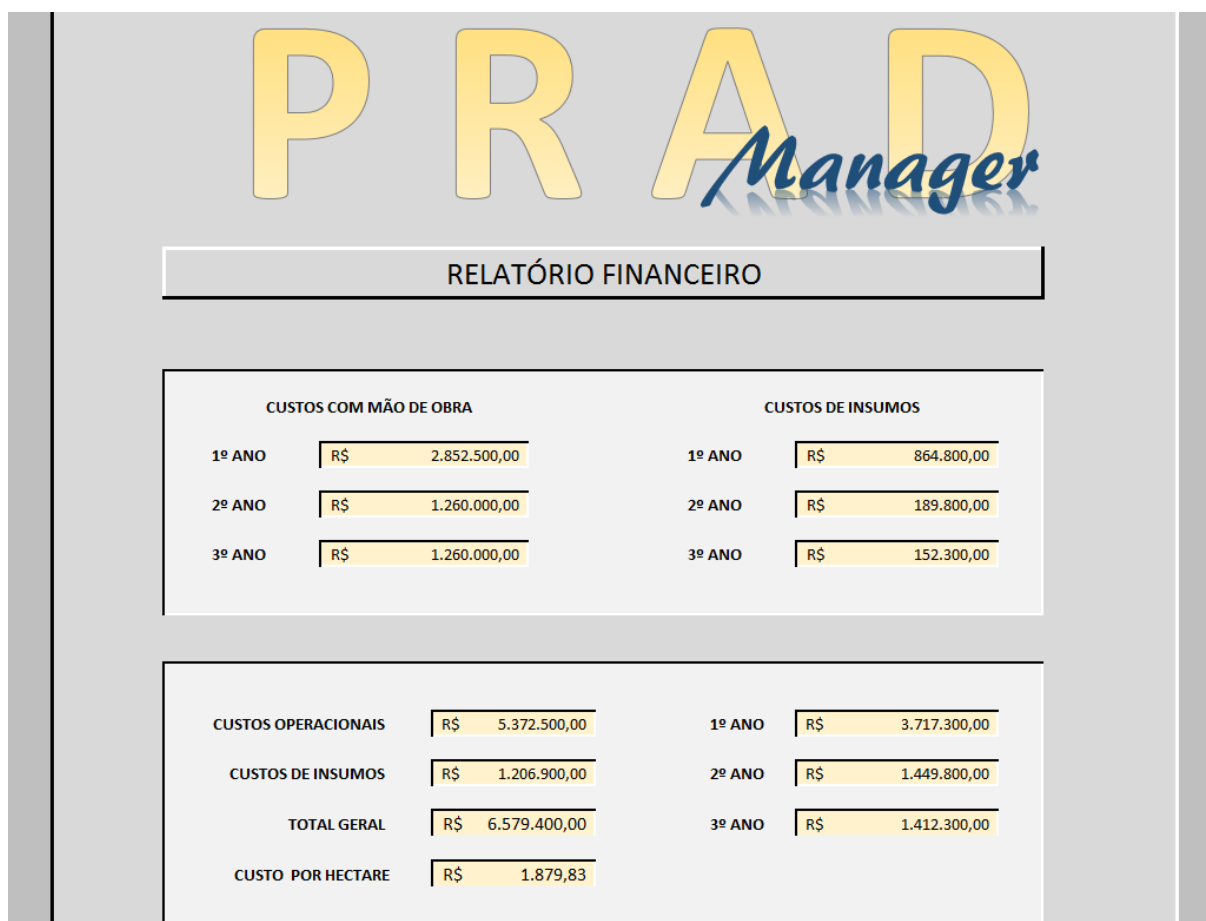 P R A D
Manager
RELATÓRIO FINANCEIRO
CUSTOS COM MÃO DE OBRA
1º ANO R$ 2.852.500,00
2º ANO R$ 1.260.000,00
3º ANO R$ 1.260.000,00
CUSTOS DE INSUMOS
1º ANO R$ 864.800,00
2º ANO R$ 189.800,00
3º ANO R$ 152.300,00
CUSTOS OPERACIONAIS R$ 5.372.500,00
CUSTOS DE INSUMOS R$ 1.206.900,00
TOTAL GERAL R$ 6.579.400,00
CUSTO POR HECTARE R$ 1.879,83
1º ANO R$ 3.717.300,00
2º ANO R$ 1.449.800,00
3º ANO R$ 1.412.300,00